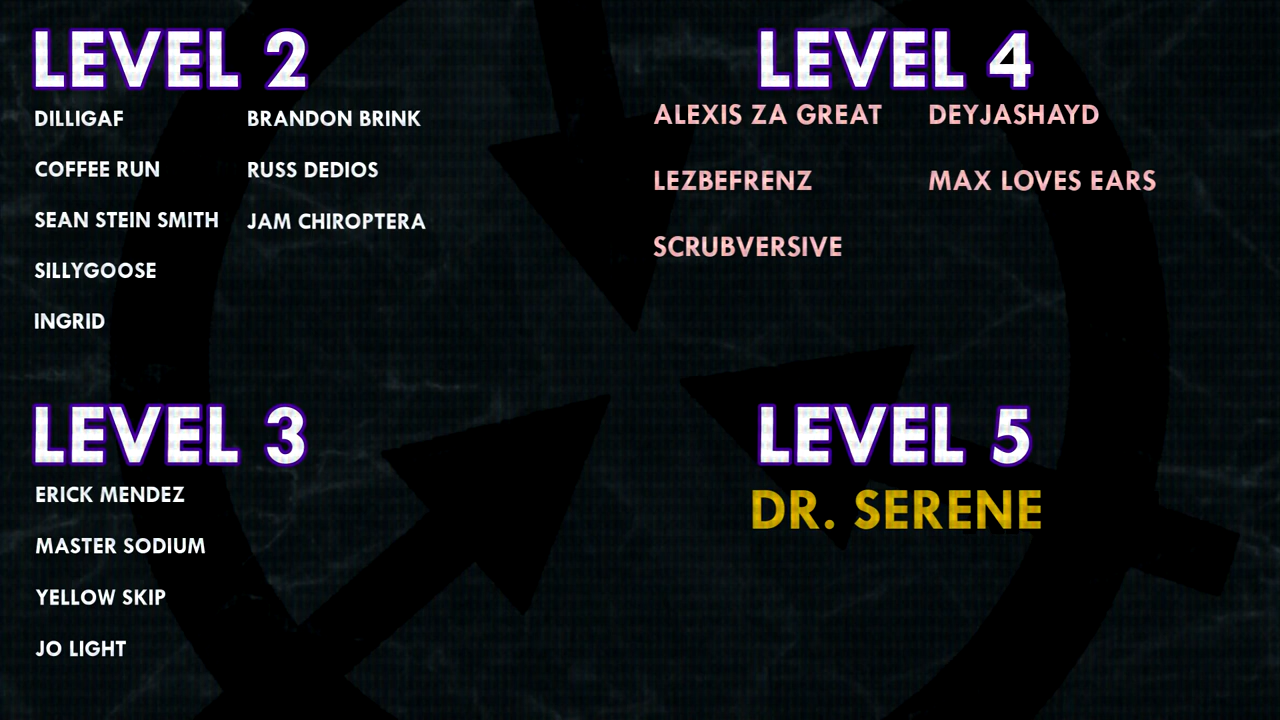 LEVEL 2
DILLIGAF
COFFEE RUN
SEAN STEIN SMITH
SILLYGOOSE
INGRID
BRANDON BRINK
RUSS DEDIOS
JAM CHIROPTERA
LEVEL 3
ERICK MENDEZ
MASTER SODIUM
YELLOW SKIP
JO LIGHT
LEVEL 4
ALEXIS ZA GREAT
LEZBEFRENZ
SCRUBVERSIVE
DEYJASHAYD
MAX LOVES EARS
LEVEL 5
DR. SERENE